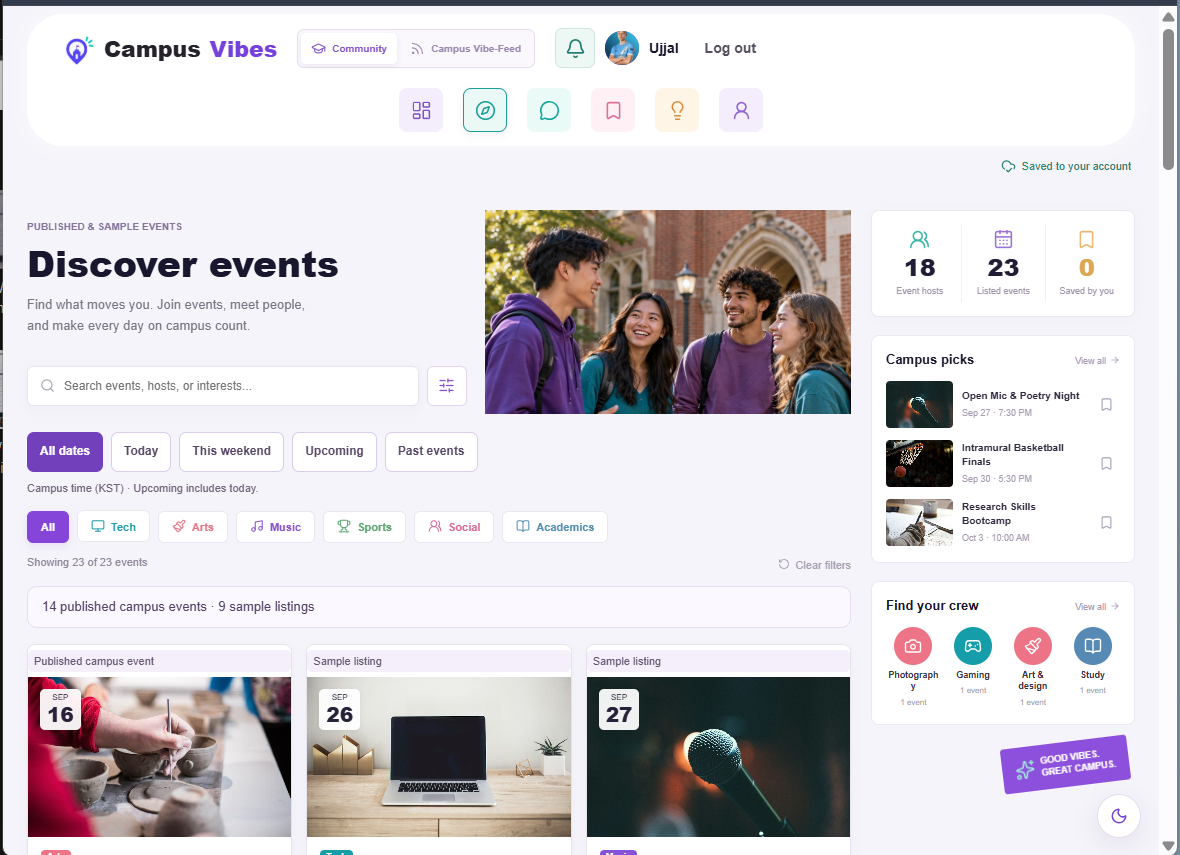 Campus Vibes
Community
Campus Vibe-Feed
Ujjal
Log out
Saved to your account
PUBLISHED & SAMPLE EVENTS
Discover events
Find what moves you. Join events, meet people,
and make every day on campus count.
Search events, hosts, or interests...
All dates
Today
This weekend
Upcoming
Past events
Campus time (KST) · Upcoming includes today.
All
Tech
Arts
Music
Sports
Social
Academics
Showing 23 of 23 events
Clear filters
14 published campus events · 9 sample listings
Published campus event
SEP
16
Sample listing
SEP
26
Sample listing
SEP
27
18
Event hosts
23
Listed events
0
Saved by you
Campus picks
View all
Open Mic & Poetry Night
Sep 27 · 7:30 PM
Intramural Basketball
Finals
Sep 30 · 5:30 PM
Research Skills
Bootcamp
Oct 3 · 10:00 AM
Find your crew
View all
Photograph
y
1 event
Gaming
1 event
Art &
design
1 event
Study
1 event
GOOD VIBES.
GREAT CAMPUS.